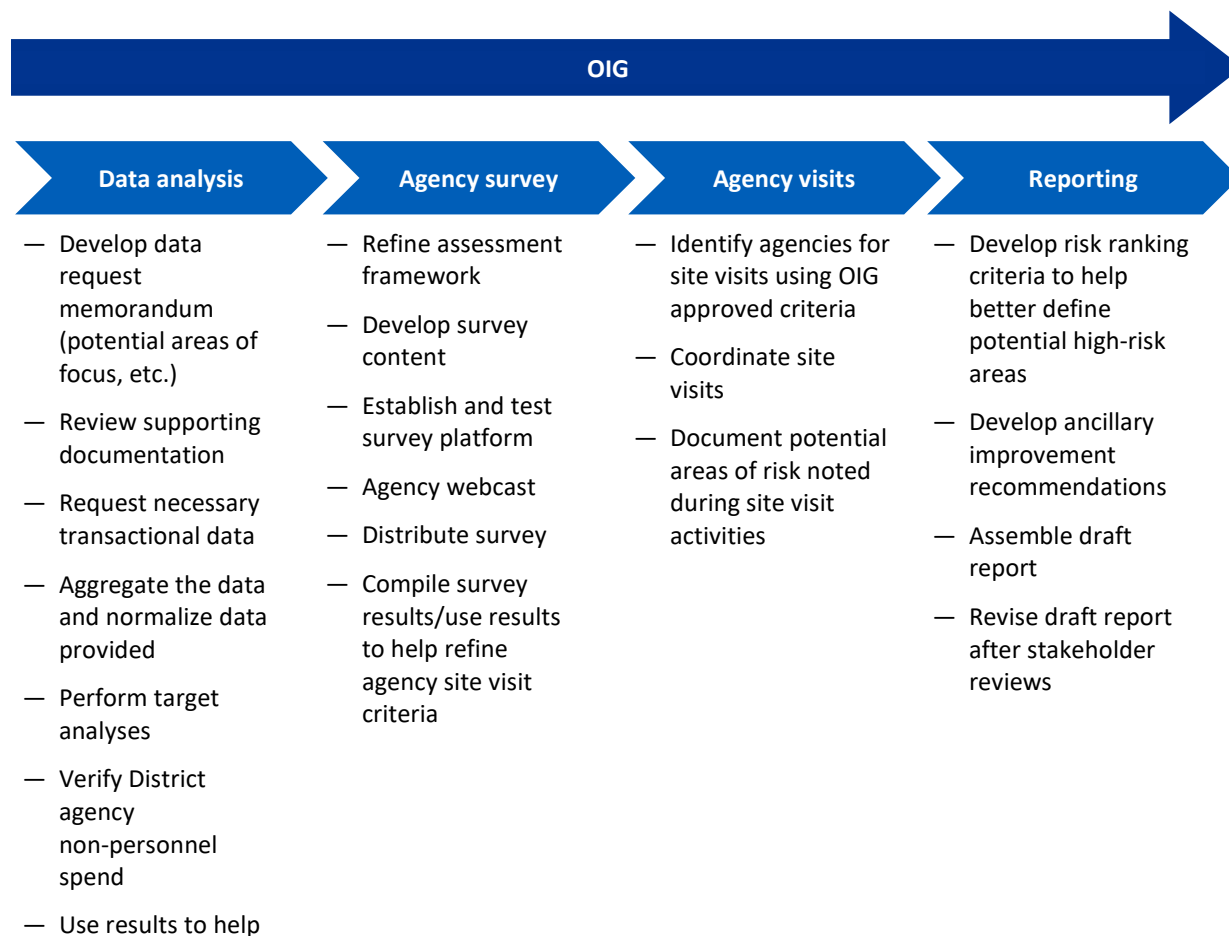 OIG
Data analysis
Agency survey
Agency visits
Reporting
— Develop data
request
memorandum
(potential areas of
focus, etc.)
— Review supporting
documentation
— Request necessary
transactional data
— Aggregate the data
and normalize data
provided
— Perform target
analyses
— Verify District
agency
non-personnel
spend
— Use results to help
— Refine assessment
framework
— Develop survey
content
— Establish and test
survey platform
— Agency webcast
— Distribute survey
— Compile survey
results/use results
to help refine
agency site visit
criteria
— Identify agencies for
site visits using OIG
approved criteria
— Coordinate site
visits
— Document potential
areas of risk noted
during site visit
activities
— Develop risk ranking
criteria to help
better define
potential high-risk
areas
— Develop ancillary
improvement
recommendations
— Assemble draft
report
— Revise draft report
after stakeholder
reviews